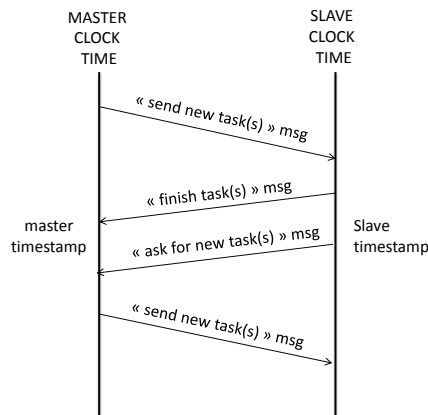 MASTER
CLOCK
TIME
SLAVE
CLOCK
TIME
« send new task(s) » msg
« finish task(s) » msg
master
timestamp
« ask for new task(s) » msg
Slave
timestamp
« send new task(s) » msg